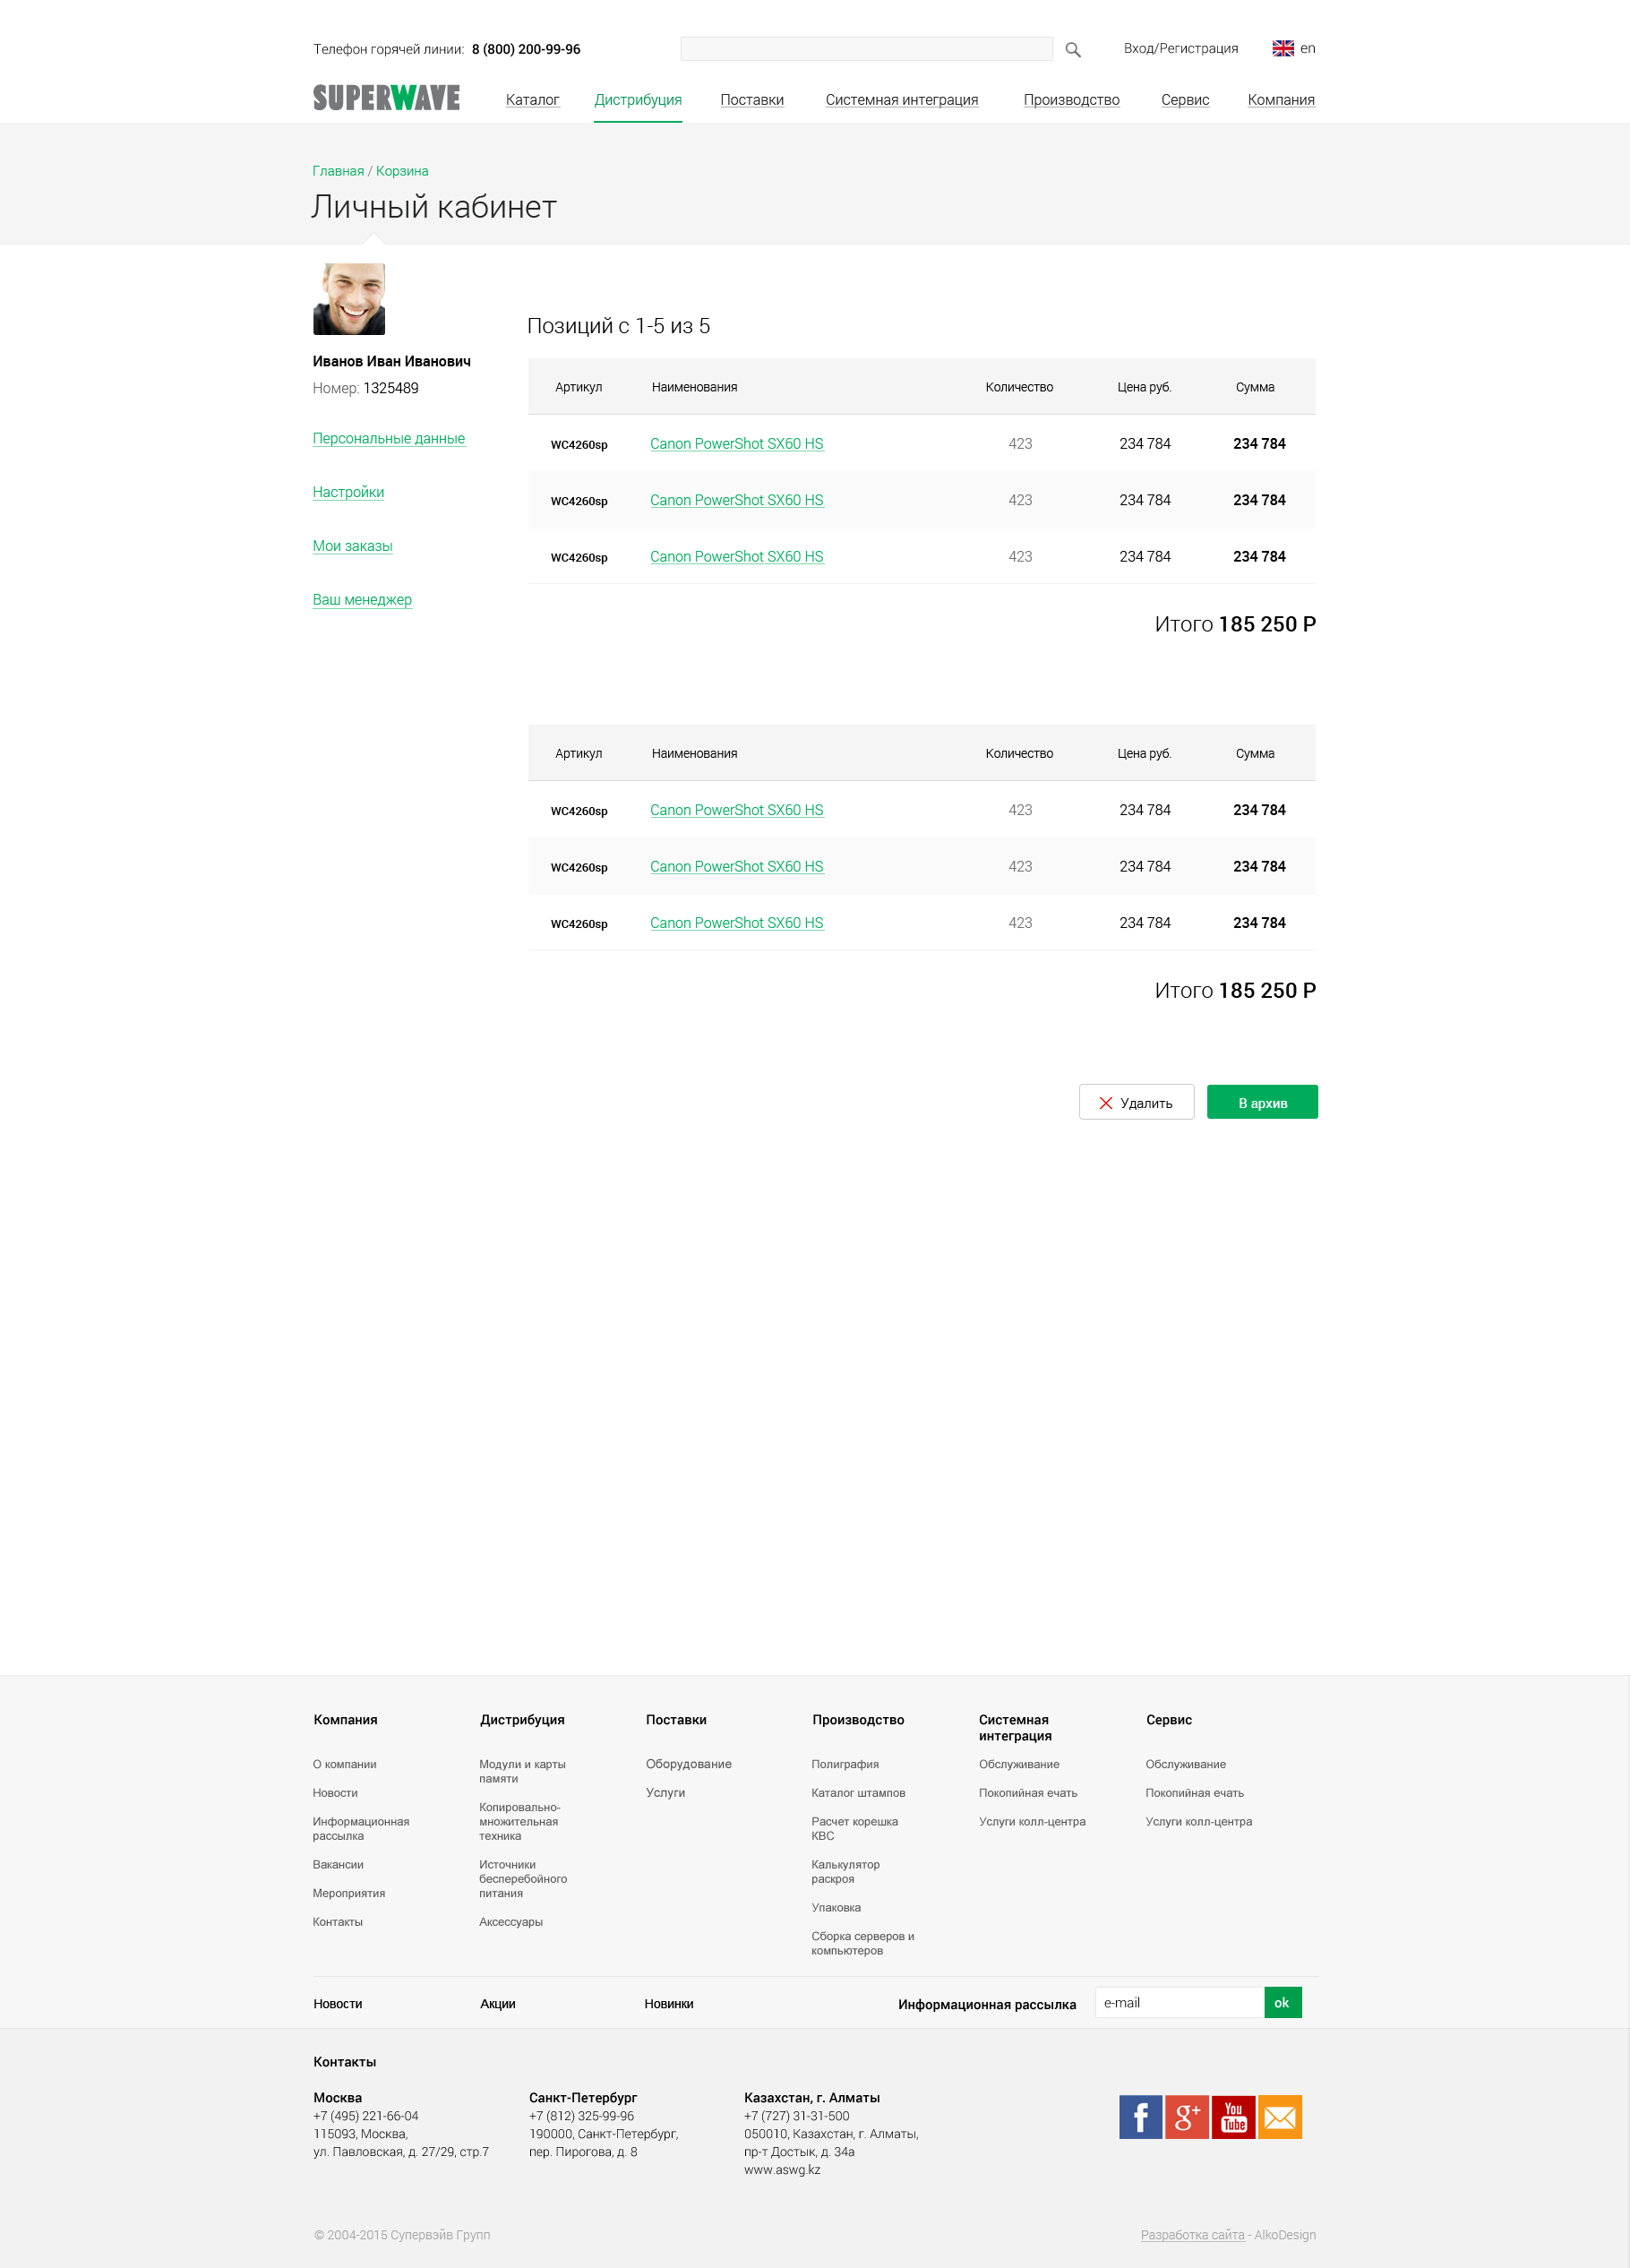 Телефон горячей линии: 8 (800) 200-99-96
Вход/Регистрация
en
SUPERWAVE
Каталог Дистрибуция Поставки Системная интеграция Производство Сервис Компания
Главная / Корзина
Личный кабинет
Иванов Иван Иванович
Номер: 1325489
Персональные данные
Настройки
Мои заказы
Ваш менеджер
Позиций с 1-5 из 5
Артикул Наименования Количество Цена руб. Сумма
WC4260sp Canon PowerShot SX60 HS 423 234 784 234 784
WC4260sp Canon PowerShot SX60 HS 423 234 784 234 784
WC4260sp Canon PowerShot SX60 HS 423 234 784 234 784
Итого 185 250 Р
Артикул Наименования Количество Цена руб. Сумма
WC4260sp Canon PowerShot SX60 HS 423 234 784 234 784
WC4260sp Canon PowerShot SX60 HS 423 234 784 234 784
WC4260sp Canon PowerShot SX60 HS 423 234 784 234 784
Итого 185 250 Р
Удалить
В архив
Компания
О компании
Новости
Информационная
рассылка
Вакансии
Мероприятия
Контакты
Дистрибуция
Модули и карты
памяти
Копировально-
множительная
техника
Источники
бесперебойного
питания
Аксессуары
Поставки
Оборудование
Услуги
Производство
Полиграфия
Каталог штампов
Расчет корешка
КВС
Калькулятор
раскроя
Упаковка
Сборка серверов и
компьютеров
Системная
интеграция
Обслуживание
Покопийная ечать
Услуги колл-центра
Сервис
Обслуживание
Покопийная ечать
Услуги колл-центра
Новости Акции Новинки Информационная рассылка e-mail ok
Контакты
Москва
+7 (495) 221-66-04
115093, Москва,
ул. Павловская, д. 27/29, стр.7
Санкт-Петербург
+7 (812) 325-99-96
190000, Санкт-Петербург,
пер. Пирогова, д. 8
Казахстан, г. Алматы
+7 (727) 31-31-500
050010, Казахстан, г. Алматы,
пр-т Достык, д. 34а
www.aswg.kz
f g+ You Tube
© 2004-2015 Супервэйв Групп
Разработка сайта - AlkoDesign